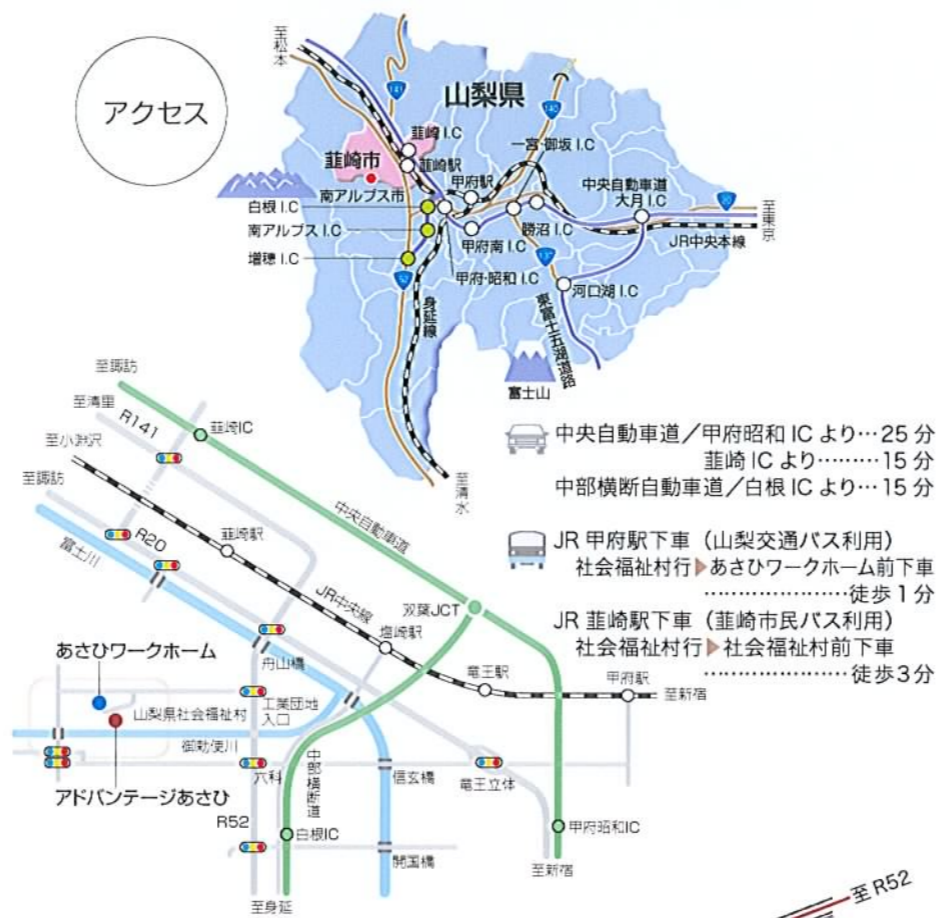 アクセス
至松本
141
山梨県
140
韮崎 I.C
韮崎市
韮崎駅
一宮・御坂 I.C
甲府駅
中央自動車道
大月 I.C
20
至東京
南アルプス市
白根 I.C
南アルプス I.C
勝沼 I.C
甲府南 I.C
JR中央本線
増穂 I.C
甲府・昭和 I.C
137
52
河口湖 I.C
身延線
東富士五湖道路
富士山
至清水
至諏訪
至清里
R141
韮崎IC
至小淵沢
至諏訪
R20
韮崎駅
中央自動車道
富士川
JR中央線
双葉JCT
塩崎駅
舟山橋
竜王駅
甲府駅
至新宿
あさひワークホーム
山梨県社会福祉村
工業団地
入口
御勅使川
六科
中部横断道
信玄橋
竜王立体
アドバンテージあさひ
R52
白根IC
甲府昭和IC
開国橋
至新宿
至身延
中央自動車道／甲府昭和 IC より…25 分
韮崎 IC より………15 分
中部横断自動車道／白根 IC より…15 分
JR 甲府駅下車（山梨交通バス利用）
社会福祉村行▶あさひワークホーム前下車
…………………徒歩 1 分
JR 韮崎駅下車（韮崎市民バス利用）
社会福祉村行▶社会福祉村前下車
…………………徒歩 3 分
至 R52